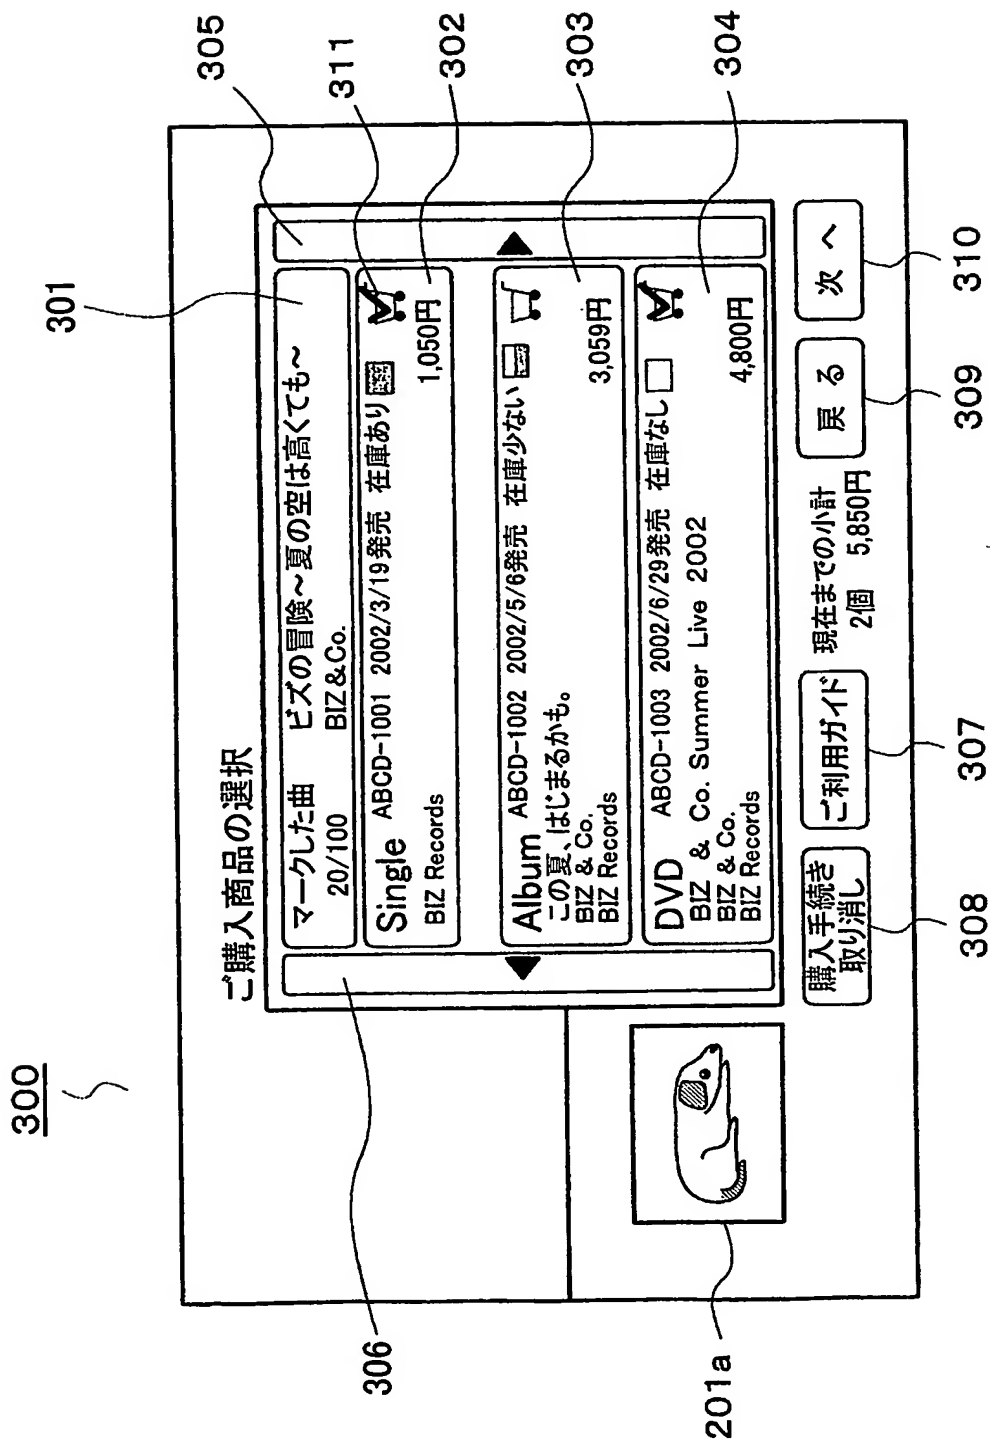 300
ご購入商品の選択
301
305
311
302
303
304
306
マークした曲 ビズの冒険～夏の空は高くても～
20/100 BIZ&Co.
Single ABCD-1001 2002/3/19発売 在庫あり
BIZ Records 1,050円
Album ABCD-1002 2002/5/6発売 在庫少ない
この夏、はじまるかも。
BIZ & Co.
BIZ Records 3,059円
DVD ABCD-1003 2002/6/29発売 在庫なし
BIZ & Co. Summer Live 2002
BIZ & Co.
BIZ Records 4,800円
購入手続き
取り消し
ご利用ガイド
現在までの小計
2個 5,850円
戻る
次へ
201a
308
307
309
310